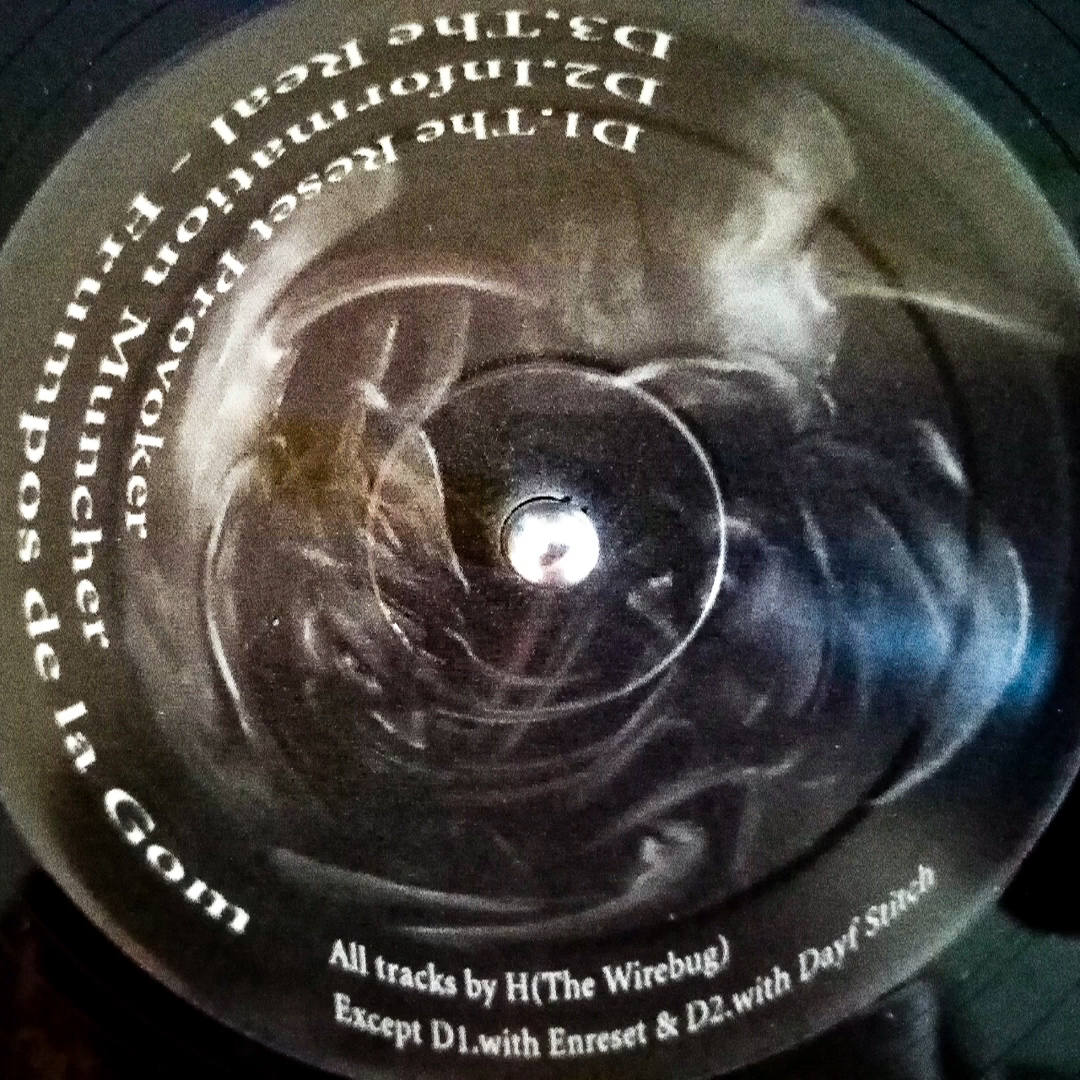 D1.The Reset Provoker
D2.Information Muncher
D3.The Real - Frumpos de la Gom
All tracks by H(The Wirebug)
Except D1.with Enreset & D2.with Dayf Stitch